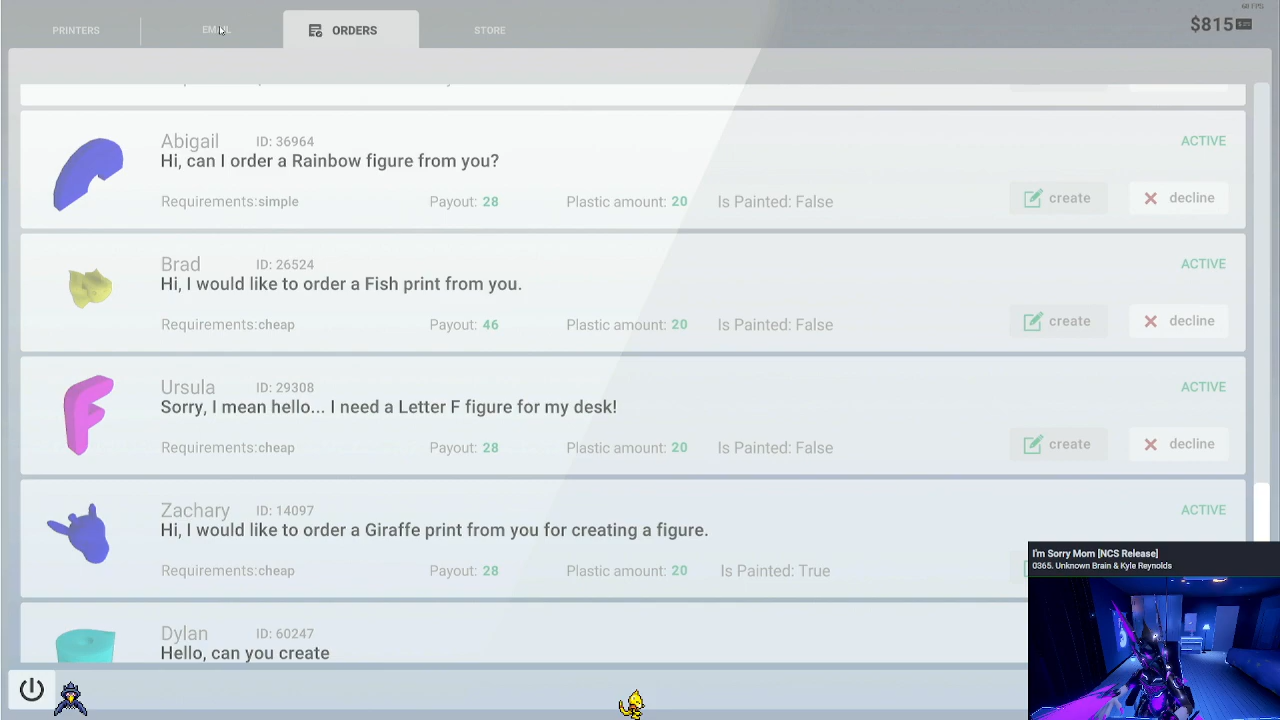 60 FPS
PRINTERS EMAIL ORDERS STORE $815
Abigail ID: 36964 ACTIVE
Hi, can I order a Rainbow figure from you?
Requirements:simple Payout: 28 Plastic amount: 20 Is Painted: False create decline
Brad ID: 26524 ACTIVE
Hi, I would like to order a Fish print from you.
Requirements:cheap Payout: 46 Plastic amount: 20 Is Painted: False create decline
Ursula ID: 29308 ACTIVE
Sorry, I mean hello... I need a Letter F figure for my desk!
Requirements:cheap Payout: 28 Plastic amount: 20 Is Painted: False create decline
Zachary ID: 14097 ACTIVE
Hi, I would like to order a Giraffe print from you for creating a figure.
Requirements:cheap Payout: 28 Plastic amount: 20 Is Painted: True
I'm Sorry Mom [NCS Release]
0365. Unknown Brain & Kyle Reynolds
Dylan ID: 60247
Hello, can you create